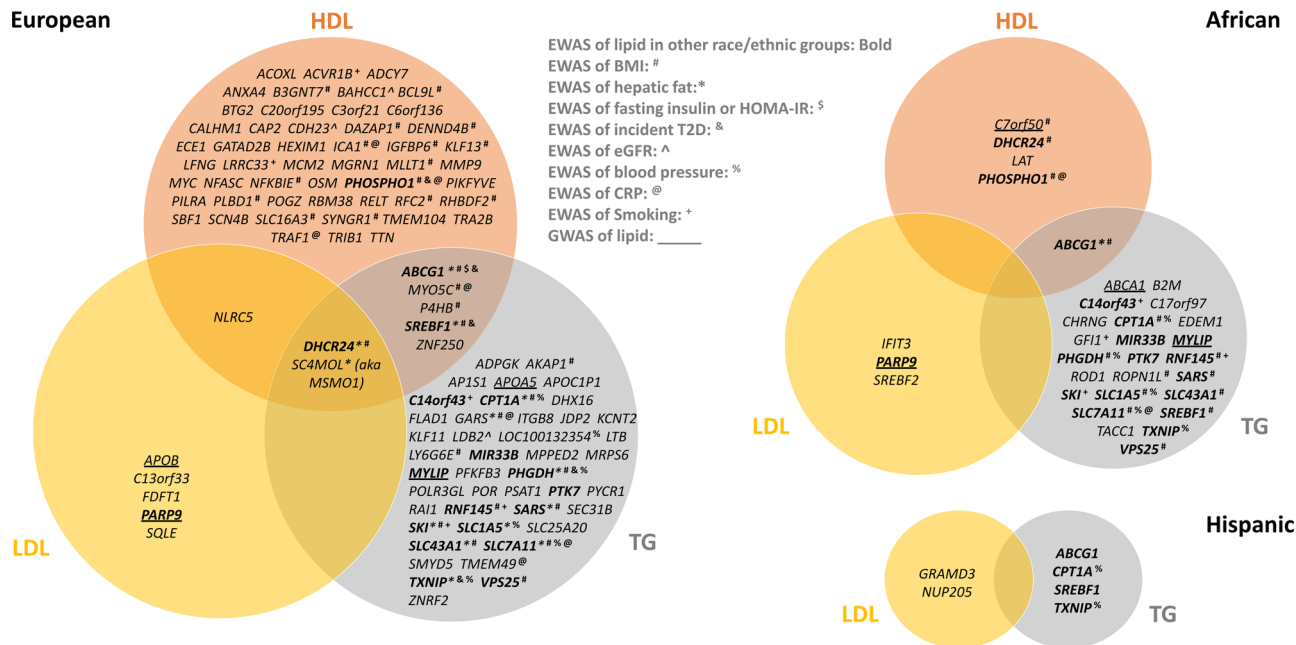 European
HDL
ACOXL ACVR1B⁺ ADCY7
ANXA4 B3GNT7# BAHCC1^ BCL9L#
BTG2 C20orf195 C3orf21 C6orf136
CALHM1 CAP2 CDH23^ DAZAP1# DENND4B#
ECE1 GATAD2B HEXIM1 ICA1# @ IGFBP6# KLF13#
LFNG LRRC33⁺ MCM2 MGRN1 MLLT1# MMP9
MYC NFASC NFKBIE# OSM PHOSPHO1# & @ PIKFYVE
PILRA PLBD1# POGZ RBM38 RELT RFC2# RHBDF2#
SBF1 SCN4B SLC16A3# SYNGR1# TMEM104 TRA2B
TRAF1@ TRIB1 TTN
NLRC5
ABCG1*# $ &
MYO5C# @
P4HB#
SREBF1*# &
ZNF250
DHCR24*#
SC4MOL* (aka
MSMO1)
APOB
C13orf33
FDFT1
PARP9
SQLE
LDL
ADPGK AKAP1#
AP1S1 APOA5 APOC1P1
C14orf43⁺ CPT1A*# % DHX16
FLAD1 GARS*# @ ITGB8 JDP2 KCNT2
KLF11 LDB2^ LOC100132354% LTB
LY6G6E# MIR33B MPPED2 MRPS6
MYLIP PFKFB3 PHGDH*# & %
POLR3GL POR PSAT1 PTK7 PYCR1
RAI1 RNF145# + SARS*# SEC31B
SKI*# + SLC1A5*% SLC25A20
SLC43A1*# SLC7A11*# % @
SMYD5 TMEM49@
TXNIP*& % VPS25#
ZNRF2
TG
EWAS of lipid in other race/ethnic groups: Bold
EWAS of BMI: #
EWAS of hepatic fat:*
EWAS of fasting insulin or HOMA-IR: $
EWAS of incident T2D: &
EWAS of eGFR: ^
EWAS of blood pressure: %
EWAS of CRP: @
EWAS of Smoking: +
GWAS of lipid: _____
African
HDL
C7orf50#
DHCR24#
LAT
PHOSPHO1# @
ABCG1*#
IFIT3
PARP9
SREBF2
LDL
ABCA1 B2M
C14orf43⁺ C17orf97
CHRNG CPT1A# % EDEM1
GFI1⁺ MIR33B MYLIP
PHGDH# % PTK7 RNF145# +
ROD1 ROPN1L# SARS#
SKI⁺ SLC1A5# % SLC43A1#
SLC7A11# % @ SREBF1#
TACC1 TXNIP%
VPS25#
TG
Hispanic
GRAMD3
NUP205
LDL
ABCG1
CPT1A%
SREBF1
TXNIP%
TG